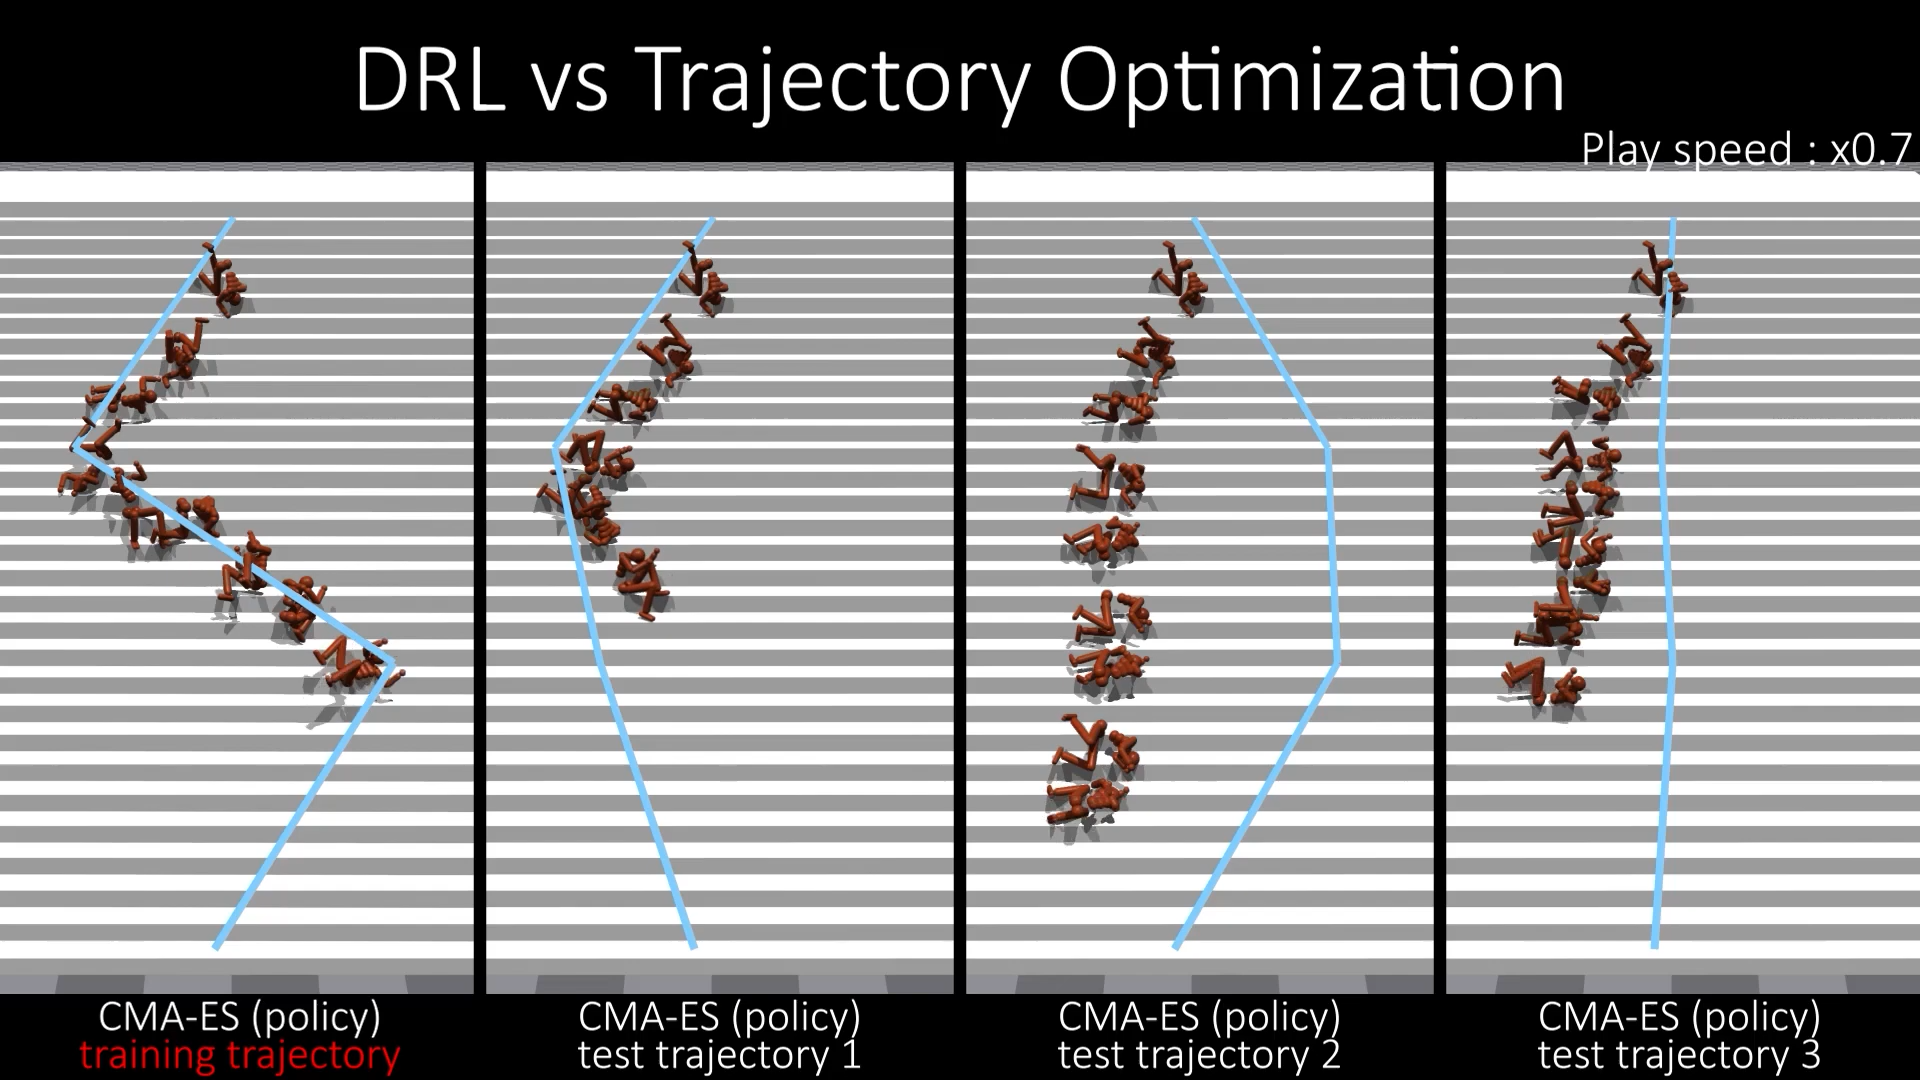 DRL vs Trajectory Optimization
Play speed : x0.7
CMA-ES (policy)
training trajectory
CMA-ES (policy)
test trajectory 1
CMA-ES (policy)
test trajectory 2
CMA-ES (policy)
test trajectory 3